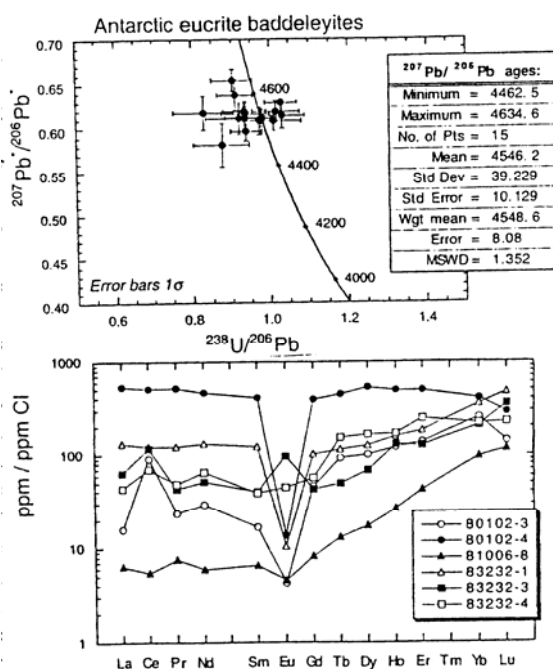 Antarctic eucrite baddeleyites
0.70
0.65
0.60
0.55
0.50
0.45
0.40
207Pb*/206Pb*
4600
4400
4200
4000
Error bars 1σ
0.6
0.8
1.0
1.2
1.4
238U/206Pb
207Pb/ 206Pb ages:
Minimum = 4462.5
Maximum = 4634.6
No. of Pts = 15
Mean = 4546.2
Std Dev = 39.229
Std Error = 10.129
Wgt mean = 4548.6
Error = 8.08
MSWD = 1.352
1000
100
10
1
ppm / ppm CI
80102-3
80102-4
81006-8
83232-1
83232-3
83232-4
La Ce Pr Nd Sm Eu Gd Tb Dy Ho Er Tm Yb Lu